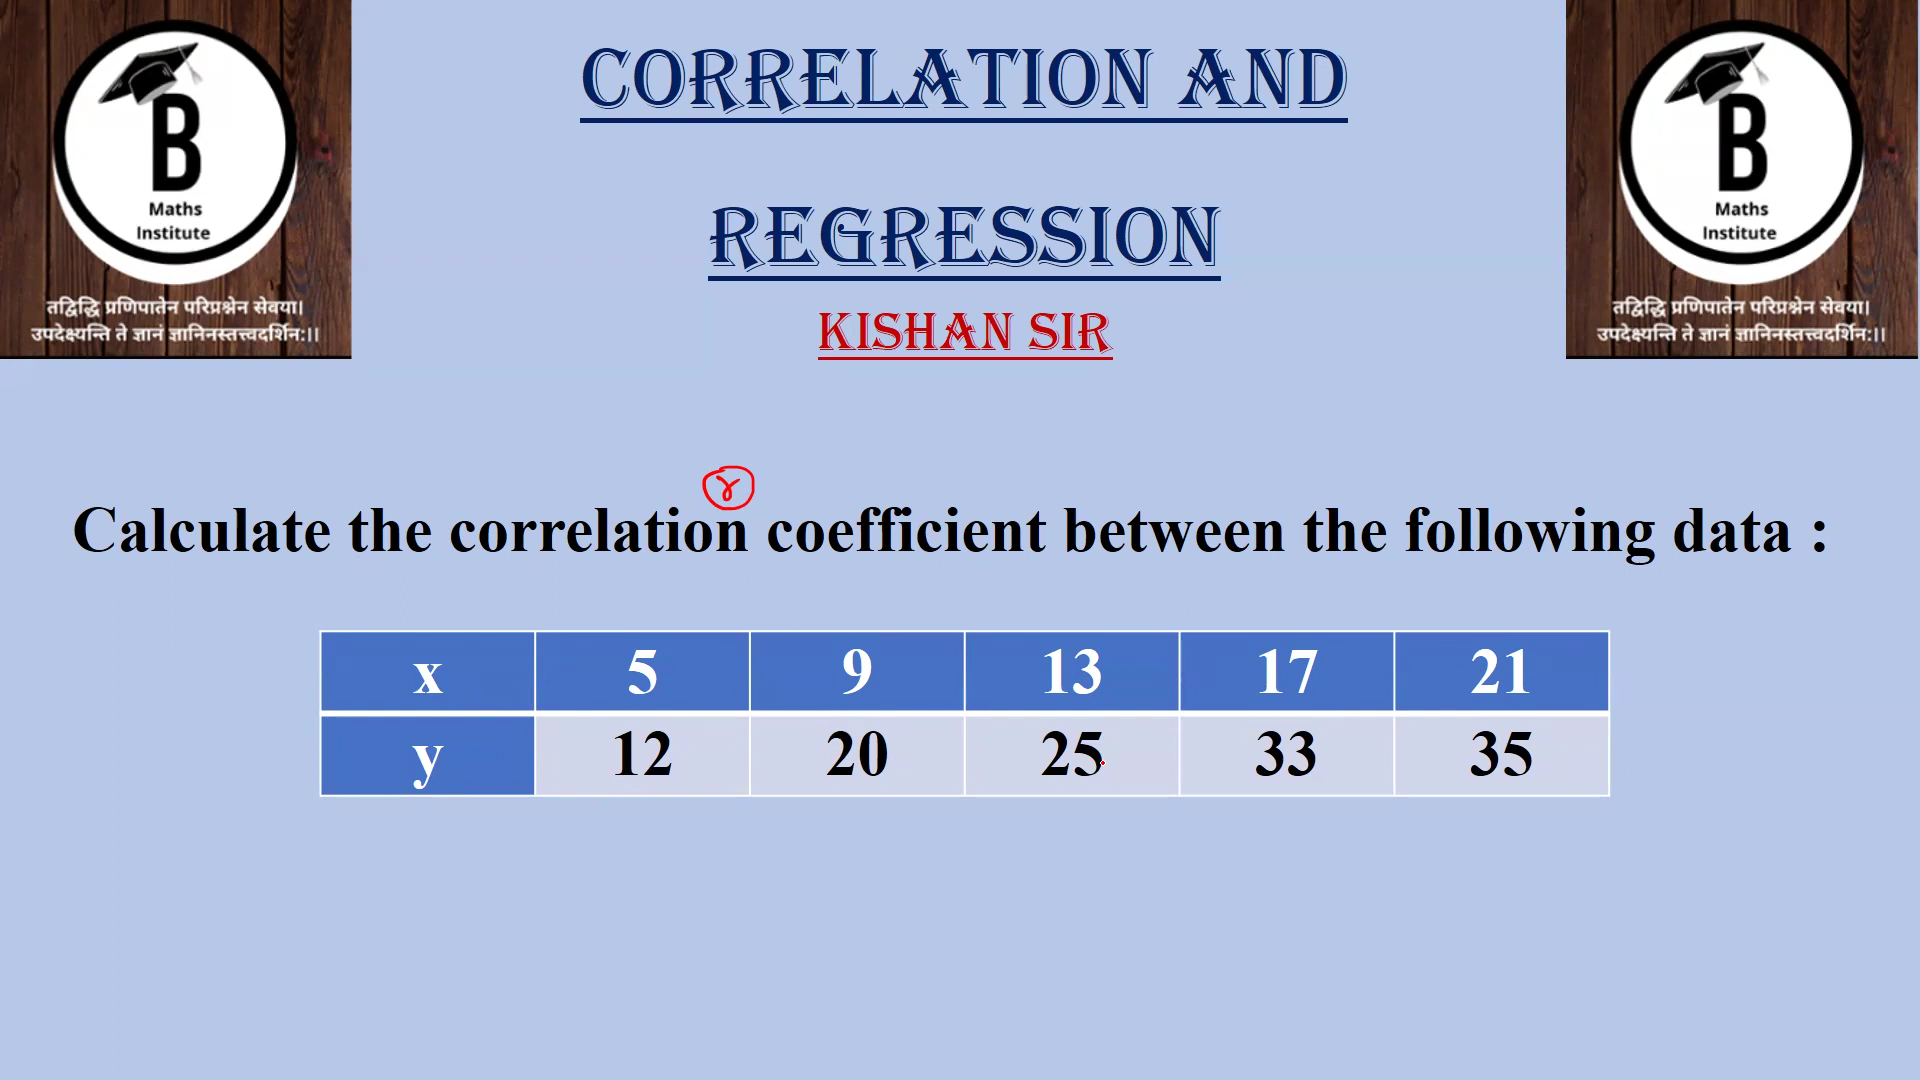 B
Maths
Institute
तद्विद्धि प्रणिपातेन परिप्रश्नेन सेवया।
उपदेक्ष्यन्ति ते ज्ञानं ज्ञानिनस्तत्त्वदर्शिन:।।
CORRELATION AND
REGRESSION
KISHAN SIR
B
Maths
Institute
तद्विद्धि प्रणिपातेन परिप्रश्नेन सेवया।
उपदेक्ष्यन्ति ते ज्ञानं ज्ञानिनस्तत्त्वदर्शिन:।।
r
Calculate the correlation coefficient between the following data :
x 5 9 13 17 21
y 12 20 25 33 35